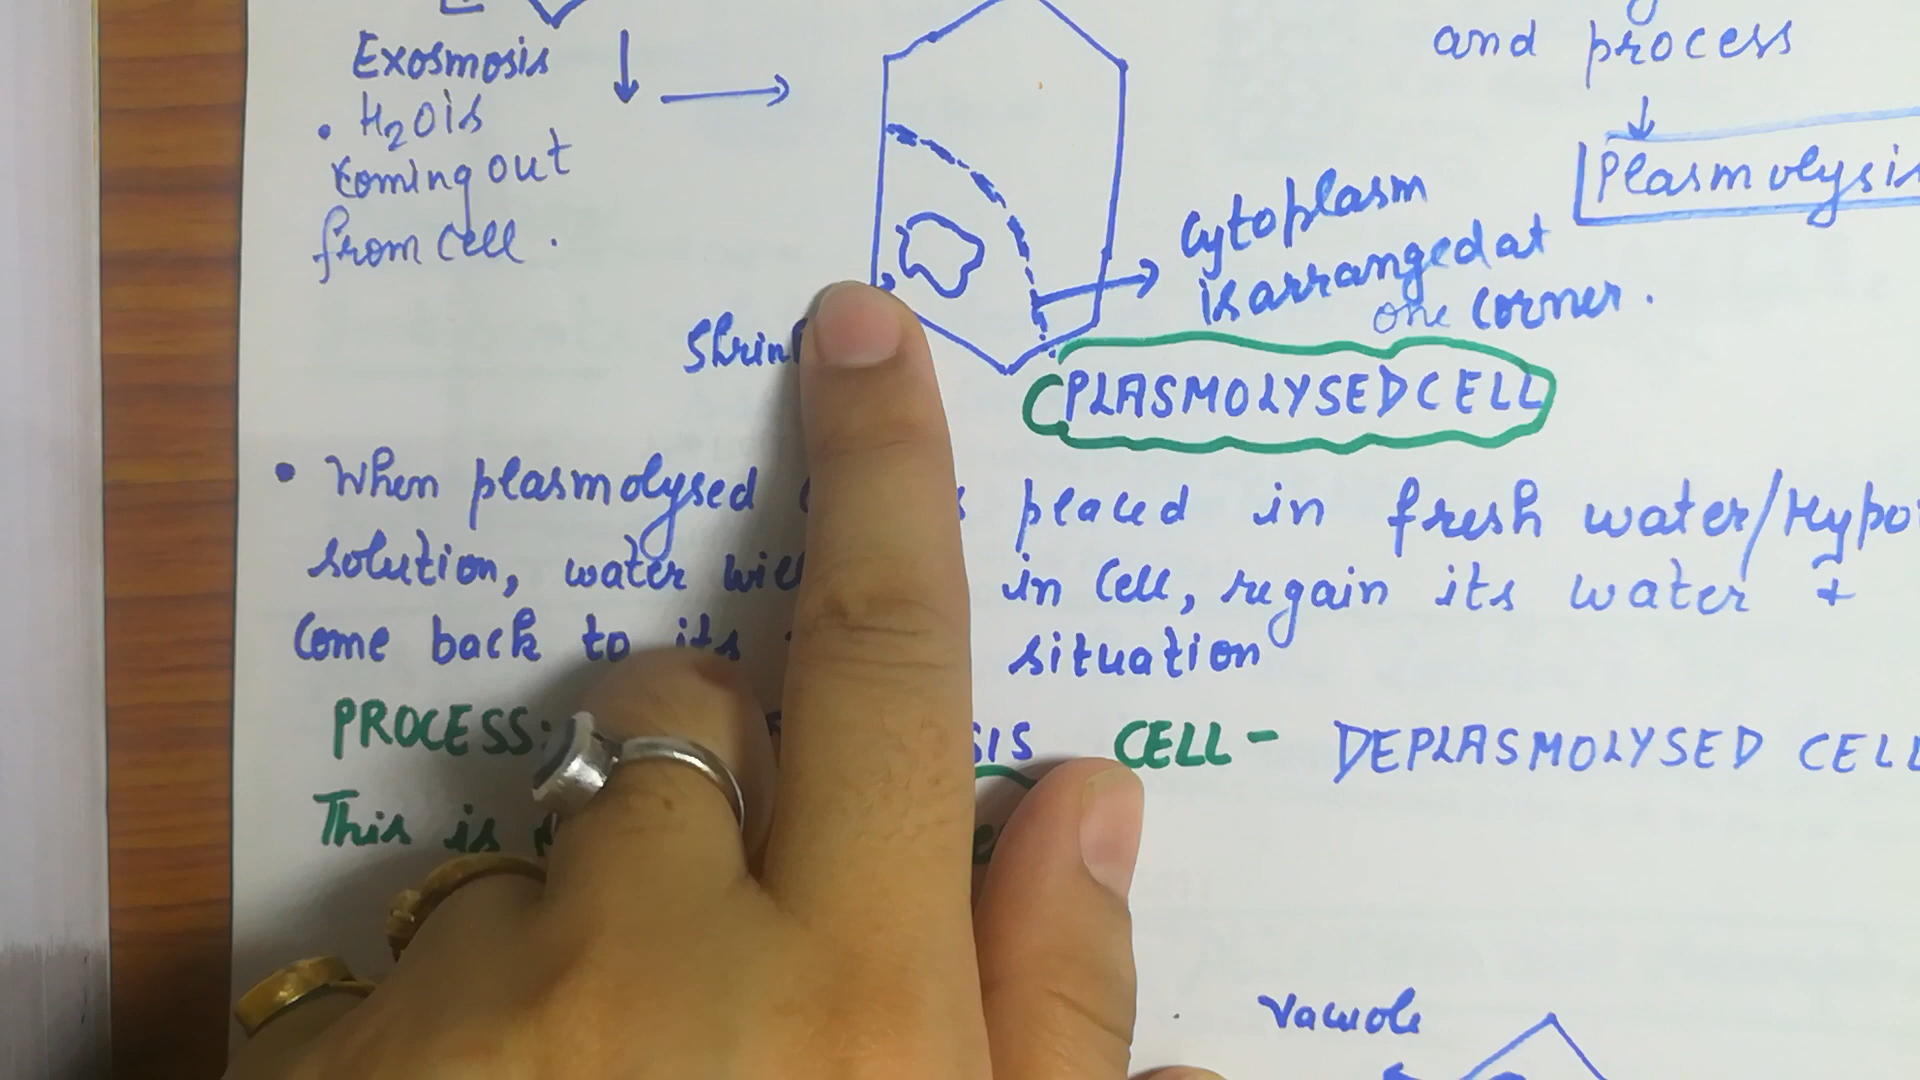 Exosmosis
• H2O is
coming out
from cell.
and process
Plasmolysis
Cytoplasm
is arranged at
one corner.
PLASMOLYSED CELL
• When plasmolysed placed in fresh water/Hypo
solution, water in cell, regain its water &
come back to its situation
PROCESS: CELL - DEPLASMOLYSED CELL
This is
Vacuole